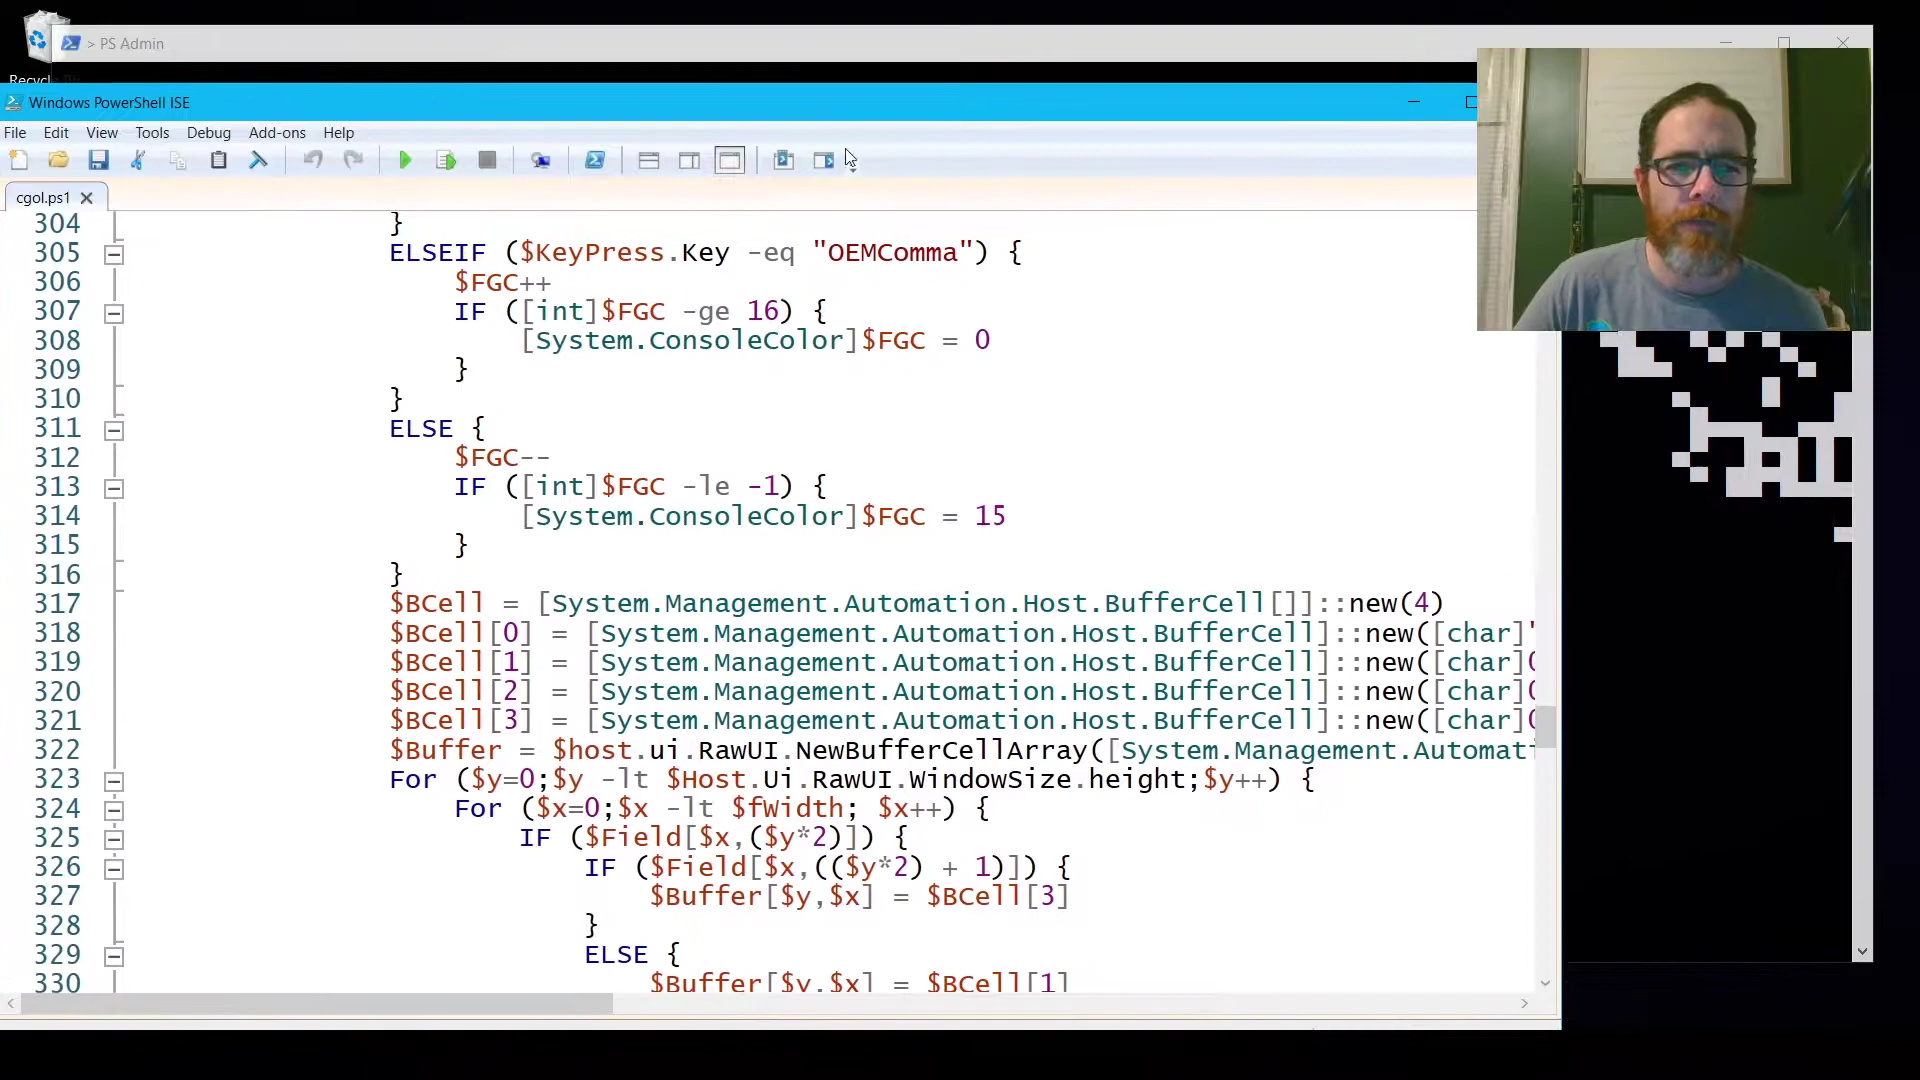 > PS Admin
Recycle Bin
Windows PowerShell ISE
File Edit View Tools Debug Add-ons Help
cgol.ps1
304 }
305 ELSEIF ($KeyPress.Key -eq "OEMComma") {
306 $FGC++
307 IF ([int]$FGC -ge 16) {
308 [System.ConsoleColor]$FGC = 0
309 }
310 }
311 ELSE {
312 $FGC--
313 IF ([int]$FGC -le -1) {
314 [System.ConsoleColor]$FGC = 15
315 }
316 }
317 $BCell = [System.Management.Automation.Host.BufferCell[]]::new(4)
318 $BCell[0] = [System.Management.Automation.Host.BufferCell]::new([char]'
319 $BCell[1] = [System.Management.Automation.Host.BufferCell]::new([char]0
320 $BCell[2] = [System.Management.Automation.Host.BufferCell]::new([char]0
321 $BCell[3] = [System.Management.Automation.Host.BufferCell]::new([char]0
322 $Buffer = $host.ui.RawUI.NewBufferCellArray([System.Management.Automati
323 For ($y=0;$y -lt $Host.Ui.RawUI.WindowSize.height;$y++) {
324 For ($x=0;$x -lt $fWidth; $x++) {
325 IF ($Field[$x,($y*2)]) {
326 IF ($Field[$x,(($y*2) + 1)]) {
327 $Buffer[$y,$x] = $BCell[3]
328 }
329 ELSE {
330 $Buffer[$y,$x] = $BCell[1]